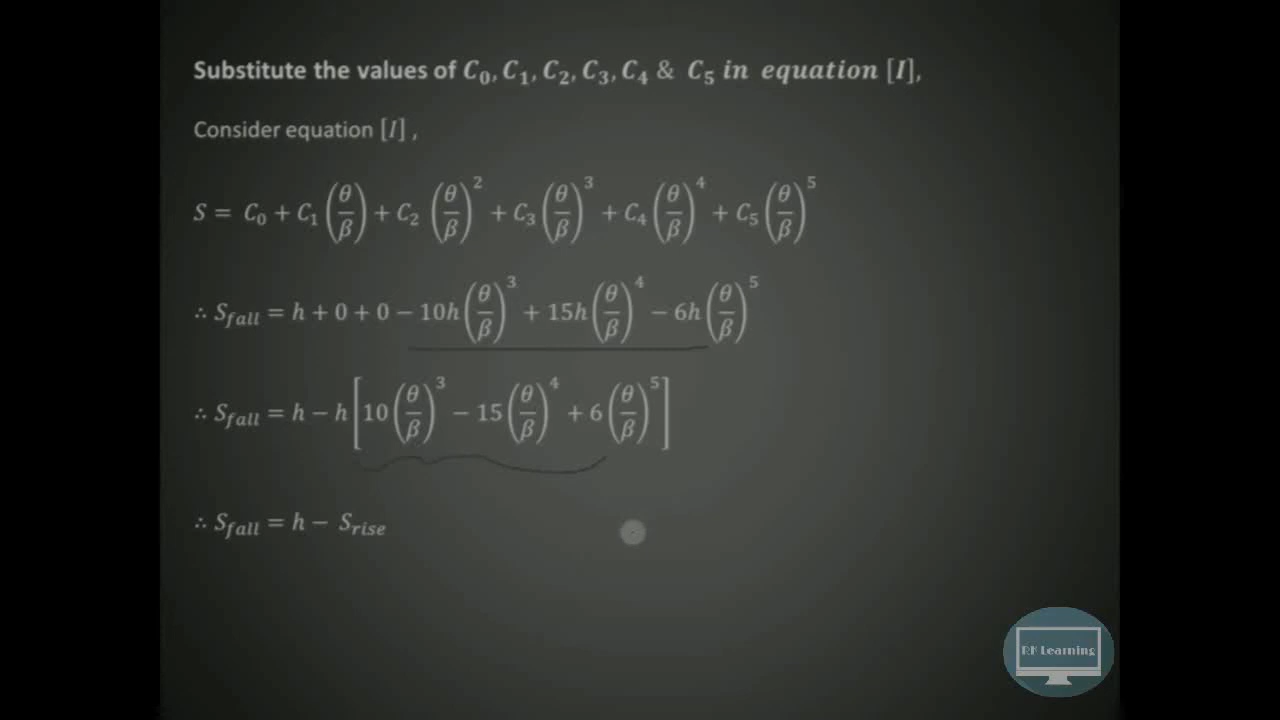 Substitute the values of C₀, C₁, C₂, C₃, C₄ & C₅ in equation [I],
Consider equation [I] ,
S = C₀ + C₁ (θ/β) + C₂ (θ/β)² + C₃ (θ/β)³ + C₄ (θ/β)⁴ + C₅ (θ/β)⁵
∴ S_fall = h + 0 + 0 − 10h (θ/β)³ + 15h (θ/β)⁴ − 6h (θ/β)⁵
∴ S_fall = h − h [10 (θ/β)³ − 15 (θ/β)⁴ + 6 (θ/β)⁵]
∴ S_fall = h − S_rise
RK Learning